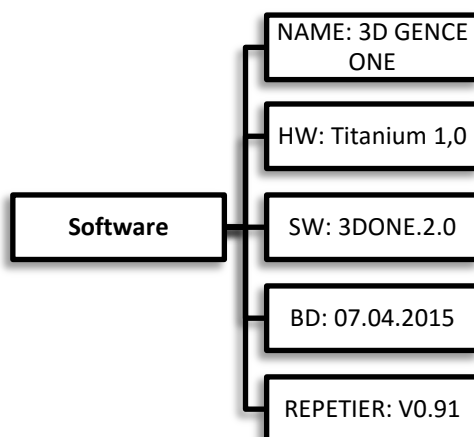 NAME: 3D GENCE
ONE
HW: Titanium 1,0
Software
SW: 3DONE.2.0
BD: 07.04.2015
REPETIER: V0.91